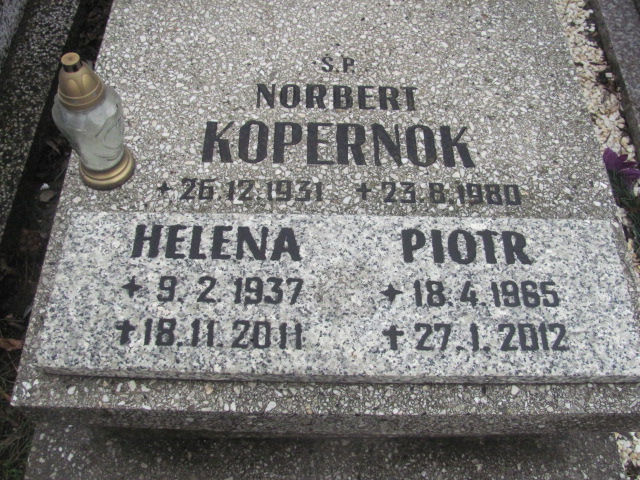 Ś.P.
NORBERT
KOPERNOK
✦ 26.12.1931 ✝ 23.8.1980
HELENA
✦ 9.2.1937
✝ 18.11.2011
PIOTR
✦ 18.4.1965
✝ 27.1.2012